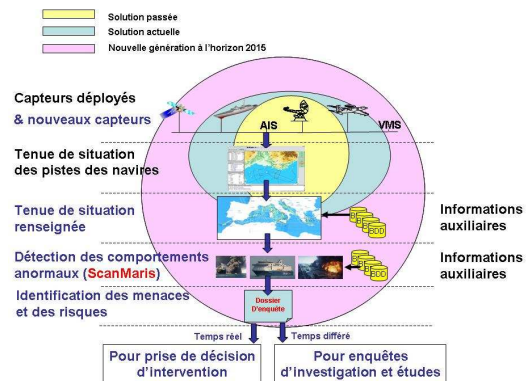 Solution passée
Solution actuelle
Nouvelle génération à l'horizon 2015
Capteurs déployés
& nouveaux capteurs
AIS
VMS
Tenue de situation
des pistes des navires
Tenue de situation
renseignée
BDD
Informations
auxiliaires
Détection des comportements
anormaux (ScanMaris)
BDD
Informations
auxiliaires
Identification des menaces
et des risques
Dossier
D'enquête
Temps réel
Temps différé
Pour prise de décision
d'intervention
Pour enquêtes
d'investigation et études